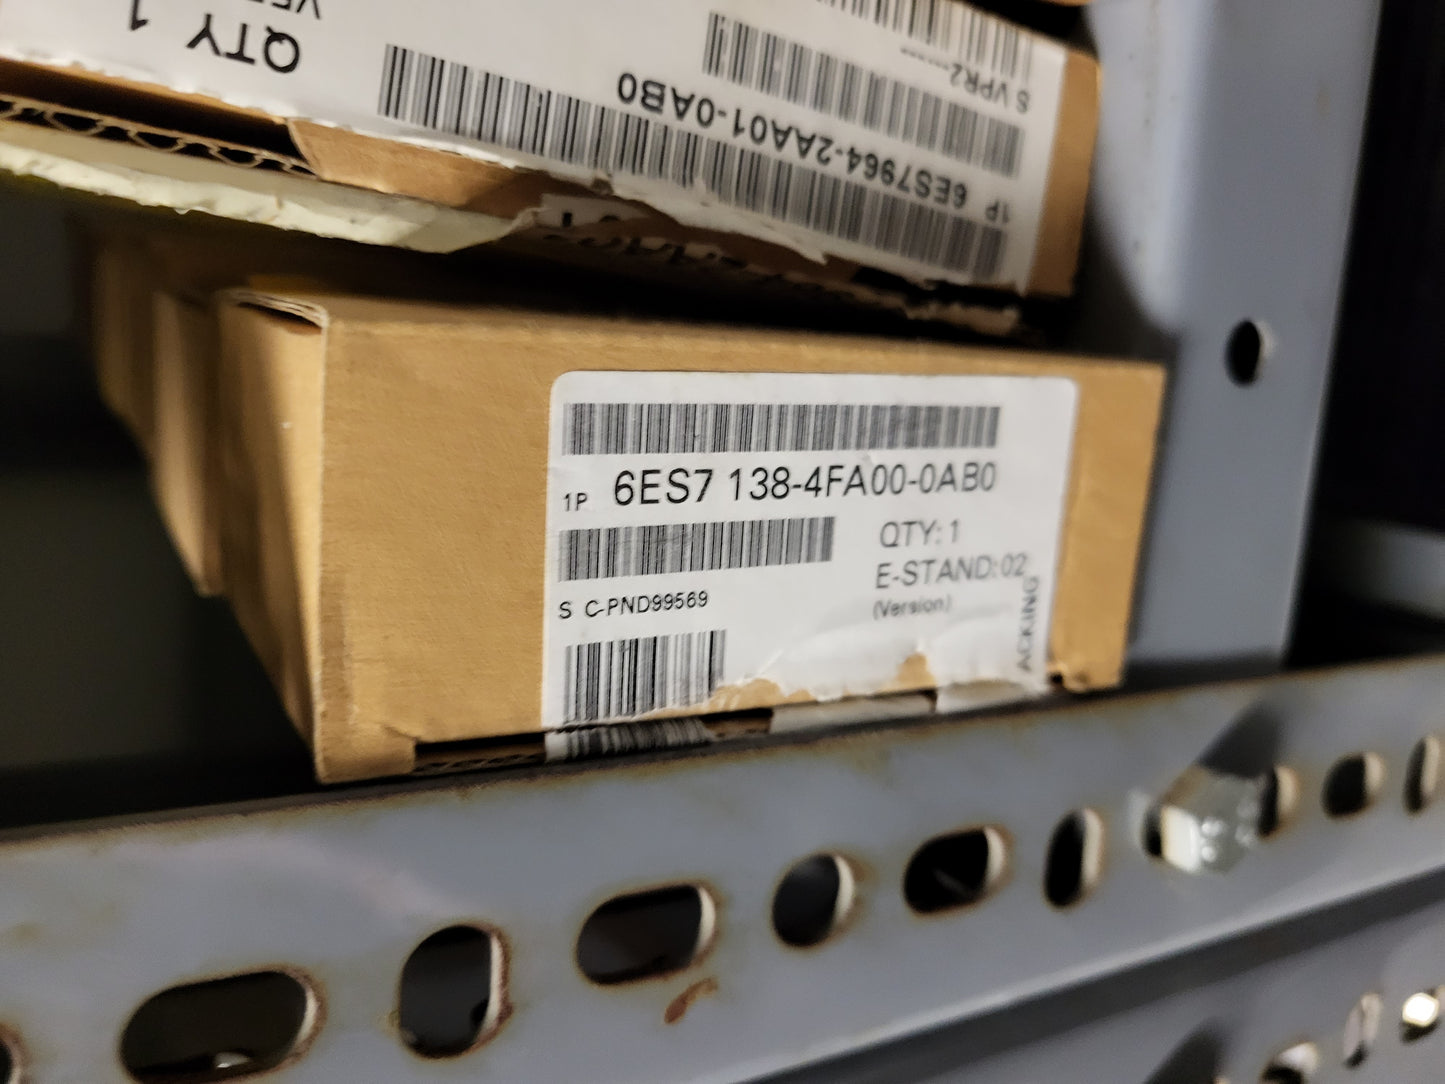 QTY 1
S VPR2
1P 6ES7964-2AA01-0AB0
1P 6ES7 138-4FA00-0AB0
QTY: 1
E-STAND: 02
(Version)
S C-PND99569
ACKING